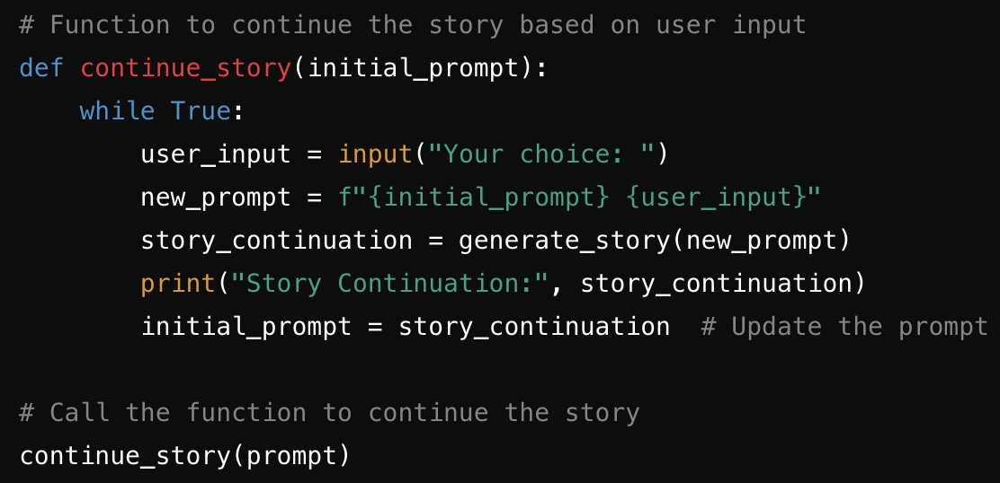 # Function to continue the story based on user input
def continue_story(initial_prompt):
    while True:
        user_input = input("Your choice: ")
        new_prompt = f"{initial_prompt} {user_input}"
        story_continuation = generate_story(new_prompt)
        print("Story Continuation:", story_continuation)
        initial_prompt = story_continuation  # Update the prompt
# Call the function to continue the story
continue_story(prompt)